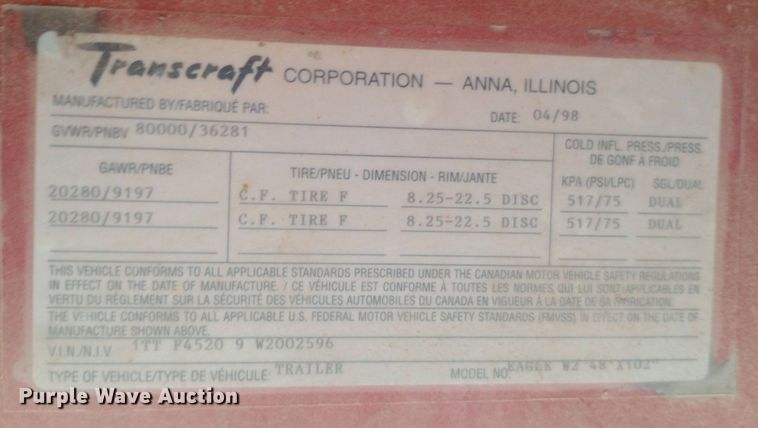 Transcraft CORPORATION — ANNA, ILLINOIS
MANUFACTURED BY/FABRIQUÉ PAR: DATE: 04/98
GVWR/PNBV 80000/36281
COLD INFL. PRESS./PRESS. DE GONF À FROID
GAWR/PNBE TIRE/PNEU - DIMENSION - RIM/JANTE KPA (PSI/LPC) SGL/DUAL
20280/9197 C.F. TIRE F 8.25-22.5 DISC 517/75 DUAL
20280/9197 C.F. TIRE F 8.25-22.5 DISC 517/75 DUAL
THIS VEHICLE CONFORMS TO ALL APPLICABLE STANDARDS PRESCRIBED UNDER THE CANADIAN MOTOR VEHICLE SAFETY REGULATIONS
IN EFFECT ON THE DATE OF MANUFACTURE. / CE VÉHICULE EST CONFORME À TOUTES LES NORMES, QUI LUI SONT APPLICABLES EN
VERTU DU RÈGLEMENT SUR LA SÉCURITÉ DES VÉHICULES AUTOMOBILES DU CANADA EN VIGUEUR À LA DATE DE SA FABRICATION.
THE VEHICLE CONFORMS TO ALL APPLICABLE U.S. FEDERAL MOTOR VEHICLE SAFETY STANDARDS (FMVSS) IN EFFECT ON THE DATE OF
MANUFACTURE SHOWN ABOVE.
V.I.N./N.I.V. 1TT F4520 9 W2002596
TYPE OF VEHICLE/TYPE DE VÉHICULE: TRAILER MODEL NO. EAGLE W2 48'X102"
Purple Wave Auction